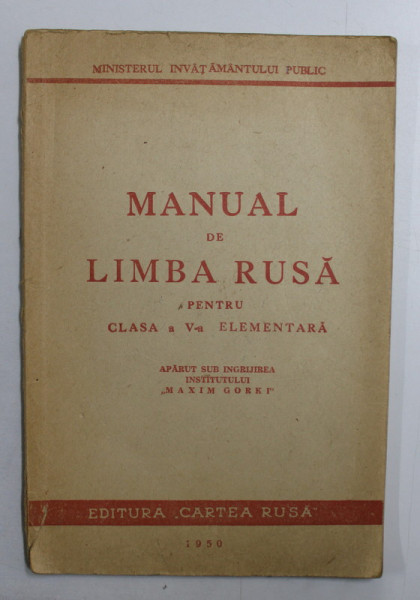 MINISTERUL INVĂȚĂMÂNTULUI PUBLIC
MANUAL
DE
LIMBA RUSĂ
PENTRU
CLASA a V-a ELEMENTARĂ
APĂRUT SUB INGRIJIREA
INSTITUTULUI
„MAXIM GORKI"
EDITURA „CARTEA RUSĂ"
1950